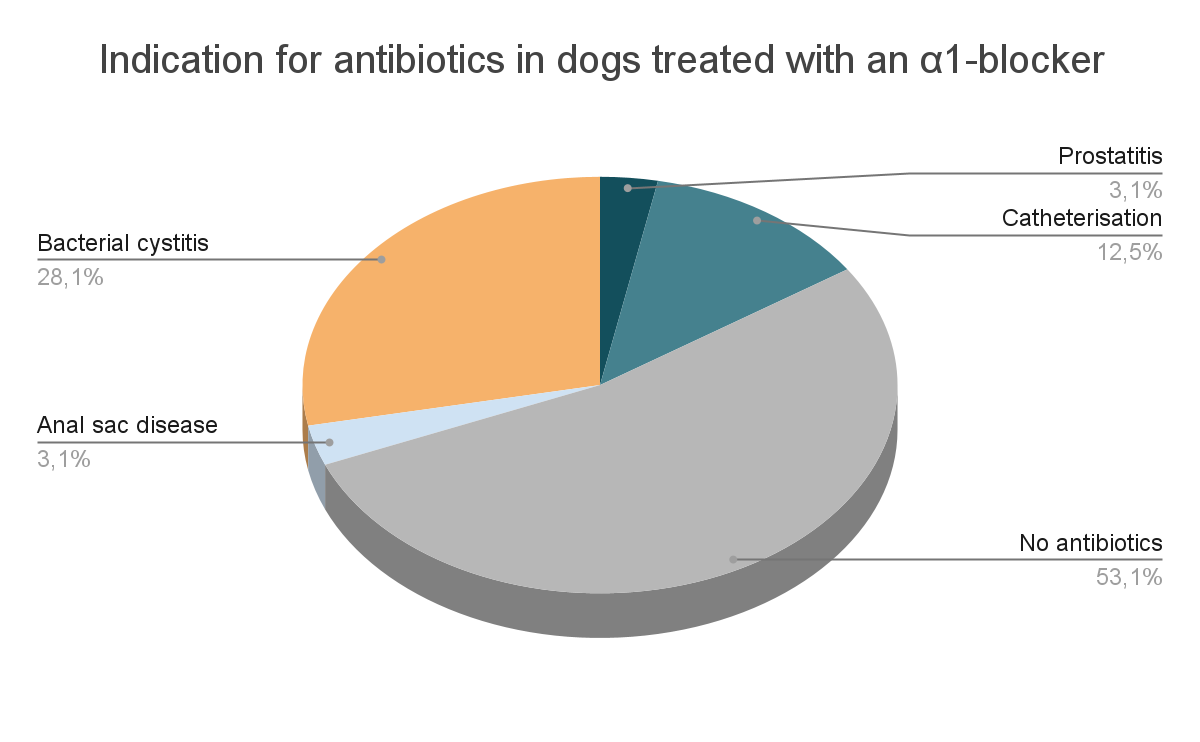 Indication for antibiotics in dogs treated with an α1-blocker
Prostatitis
3,1%
Catheterisation
12,5%
Bacterial cystitis
28,1%
Anal sac disease
3,1%
No antibiotics
53,1%